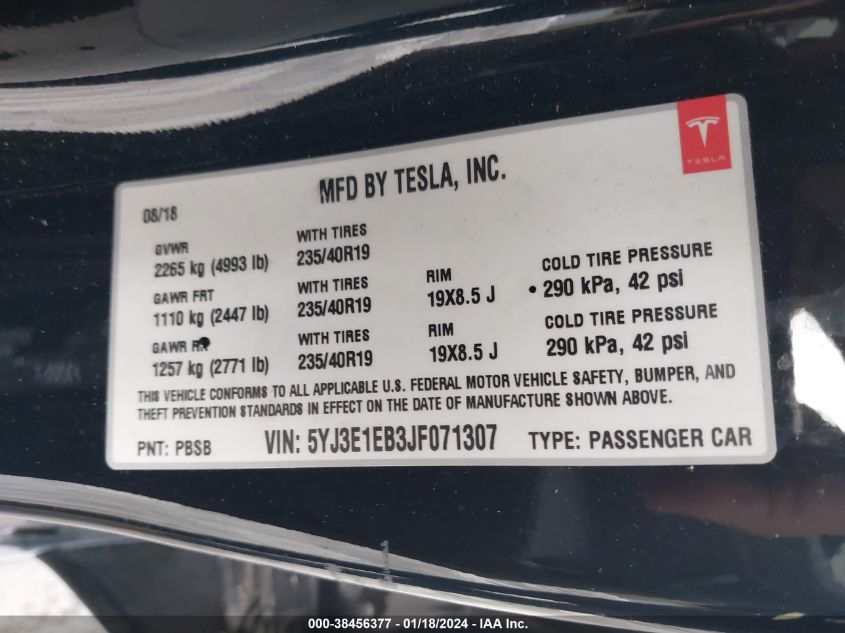 TESLA
MFD BY TESLA, INC.
08/18
GVWR
2265 kg (4993 lb)
WITH TIRES
235/40R19
GAWR FRT
1110 kg (2447 lb)
WITH TIRES
235/40R19
RIM
19X8.5 J
COLD TIRE PRESSURE
290 kPa, 42 psi
GAWR RR
1257 kg (2771 lb)
WITH TIRES
235/40R19
RIM
19X8.5 J
COLD TIRE PRESSURE
290 kPa, 42 psi
THIS VEHICLE CONFORMS TO ALL APPLICABLE U.S. FEDERAL MOTOR VEHICLE SAFETY, BUMPER, AND
THEFT PREVENTION STANDARDS IN EFFECT ON THE DATE OF MANUFACTURE SHOWN ABOVE.
PNT: PBSB VIN: 5YJ3E1EB3JF071307 TYPE: PASSENGER CAR
000-38456377 - 01/18/2024 - IAA Inc.